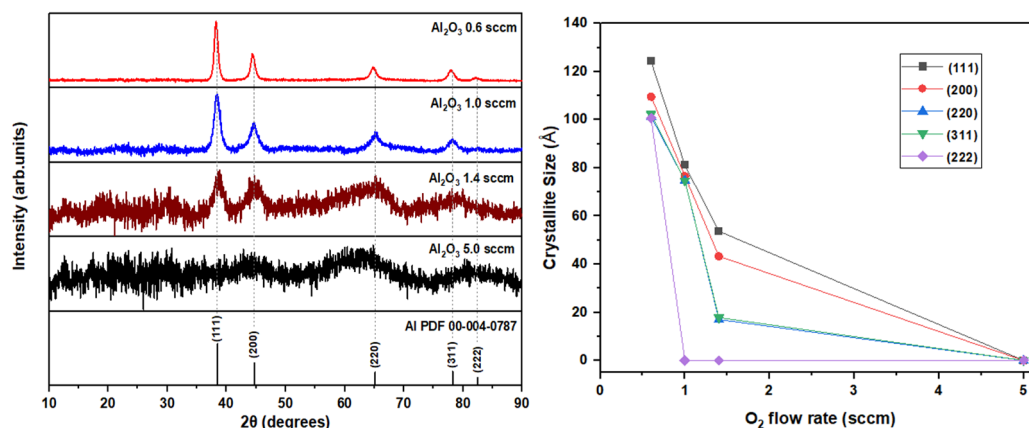 Al₂O₃ 0.6 sccm
Al₂O₃ 1.0 sccm
Al₂O₃ 1.4 sccm
Al₂O₃ 5.0 sccm
Al PDF 00-004-0787
(111)
(200)
(220)
(311)
(222)
Intensity (arb.units)
10 20 30 40 50 60 70 80 90
2θ (degrees)
140
120
100
80
60
40
20
0
Crystallite Size (Å)
(111)
(200)
(220)
(311)
(222)
0 1 2 3 4 5
O₂ flow rate (sccm)